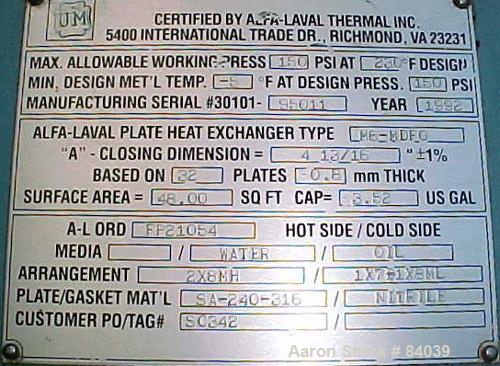 UM
CERTIFIED BY ALFA-LAVAL THERMAL INC.
5400 INTERNATIONAL TRADE DR., RICHMOND, VA 23231
MAX. ALLOWABLE WORKING PRESS 150 PSI AT 230 °F DESIGN
MIN. DESIGN MET'L TEMP. -5 °F AT DESIGN PRESS. 150 PSI
MANUFACTURING SERIAL #30101- 95011 YEAR 1992
ALFA-LAVAL PLATE HEAT EXCHANGER TYPE
"A" - CLOSING DIMENSION = 4 13/16 " ±1%
BASED ON 32 PLATES 0.8 mm THICK
SURFACE AREA = 48.00 SQ FT CAP= 3.52 US GAL
A-L ORD FP21054 HOT SIDE / COLD SIDE
MEDIA / WATER / OIL
ARRANGEMENT 2X8MH / 1X7+1X8ML
PLATE/GASKET MAT'L SA-240-316 / NITRILE
CUSTOMER PO/TAG# SC342 /
Aaron Stock # 84039